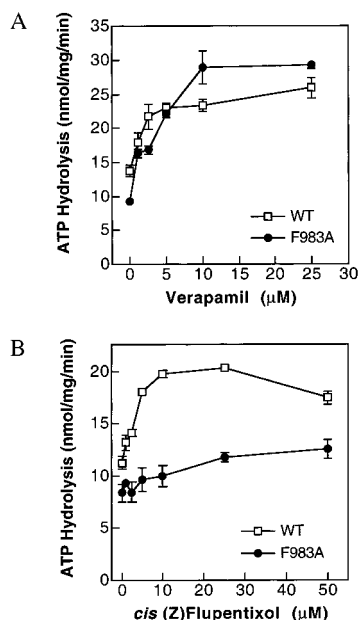 A
ATP Hydrolysis (nmol/mg/min)
35
30
25
20
15
10
5
0
WT
F983A
0 5 10 15 20 25 30
Verapamil (μM)
B
ATP Hydrolysis (nmol/mg/min)
20
15
10
5
0
WT
F983A
0 10 20 30 40 50
cis (Z)Flupentixol (μM)